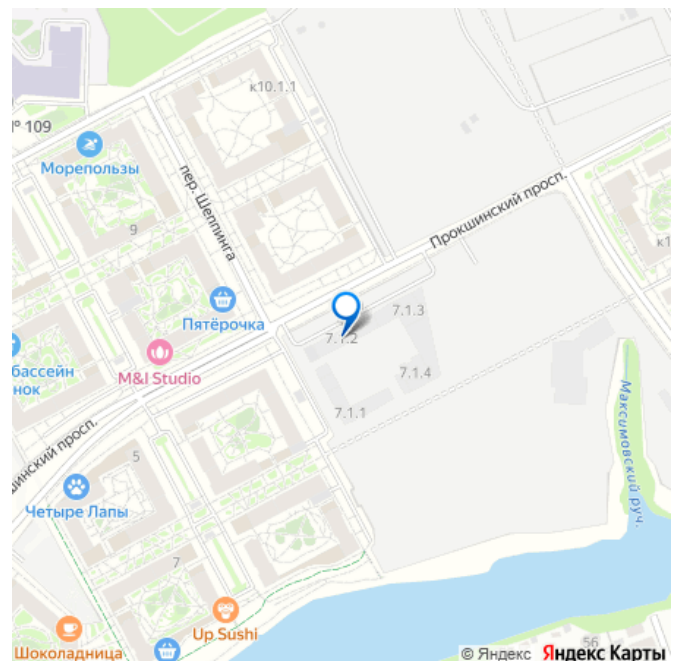 к10.1.1
№ 109
Морепользы
пер. Шеппинга
9
Прокшинский просп.
к1
Пятёрочка
7.1.3
7.1.2
бассейн
нок
M&I Studio
7.1.4
7.1.1
шинский просп.
Максимовский руч.
5
Четыре Лапы
7
Up Sushi
Шоколадница
56
© Яндекс Яндекс Карты